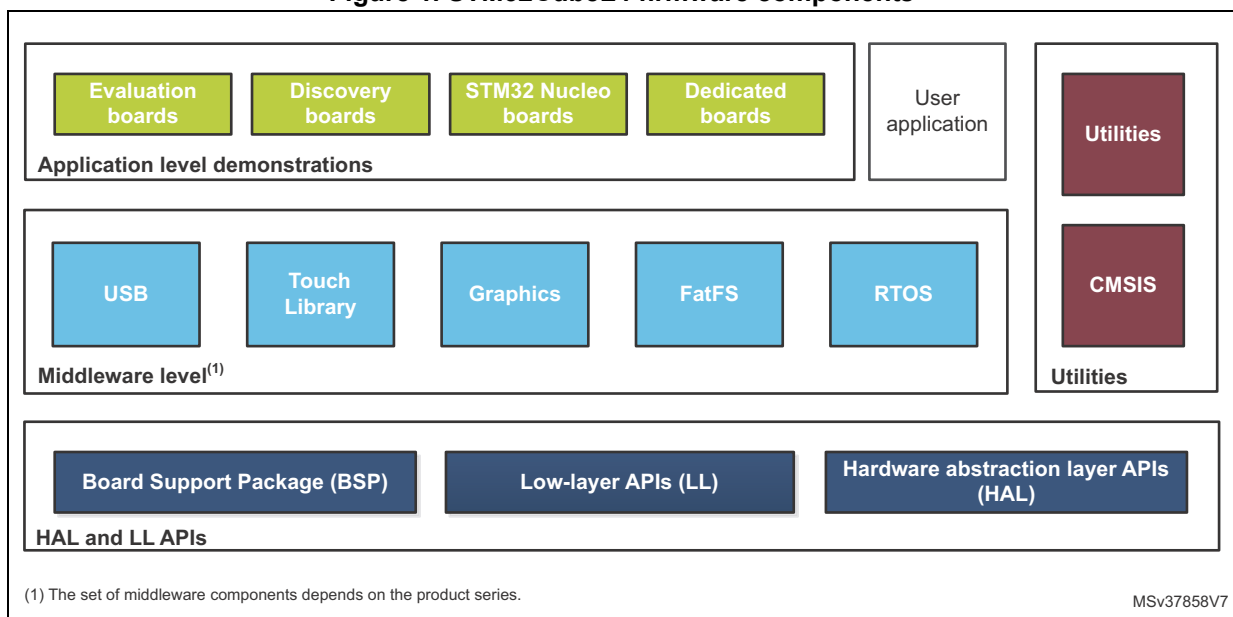 Evaluation
boards
Discovery
boards
STM32 Nucleo
boards
Dedicated
boards
Application level demonstrations
User
application
Utilities
CMSIS
Utilities
USB
Touch
Library
Graphics
FatFS
RTOS
Middleware level(1)
Board Support Package (BSP)
Low-layer APIs (LL)
Hardware abstraction layer APIs
(HAL)
HAL and LL APIs
(1) The set of middleware components depends on the product series.
MSv37858V7